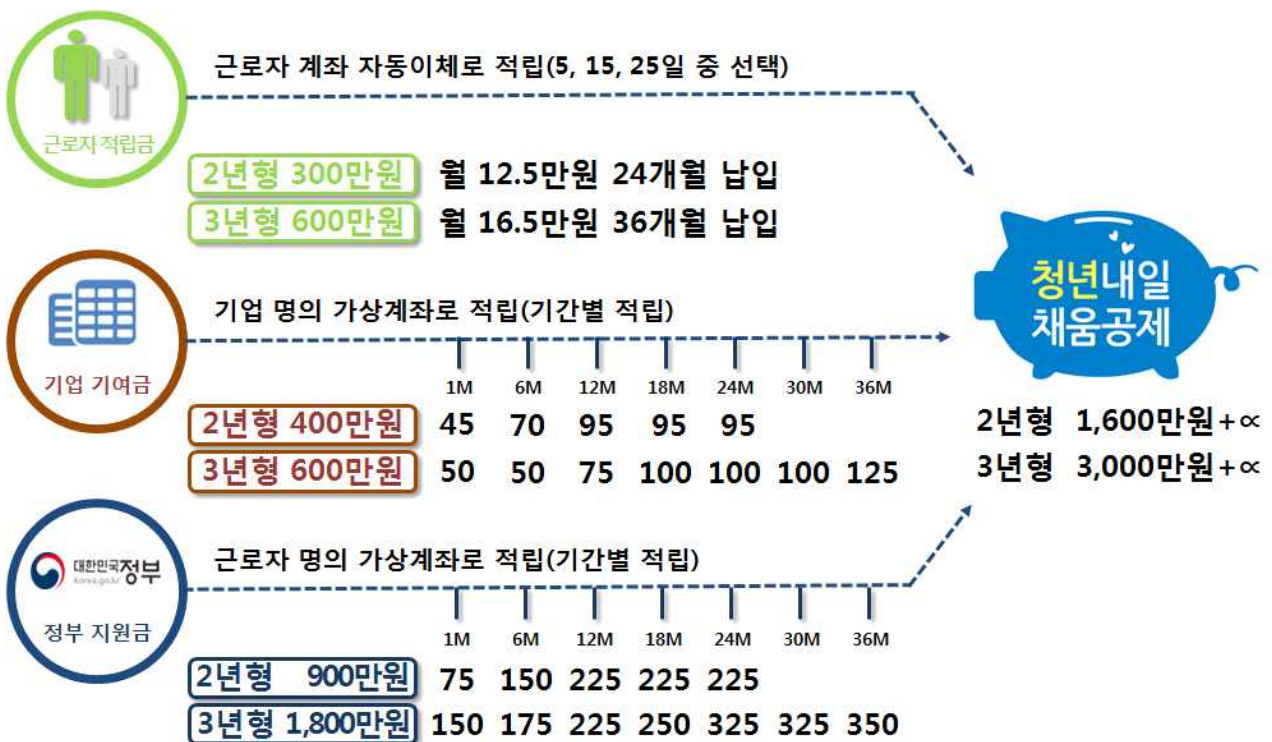 근로자 계좌 자동이체로 적립(5, 15, 25일 중 선택)
근로자 적립금
2년형 300만원 월 12.5만원 24개월 납입
3년형 600만원 월 16.5만원 36개월 납입
청년내일
채움공제
기업 명의 가상계좌로 적립(기간별 적립)
기업 기여금
1M 6M 12M 18M 24M 30M 36M
2년형 400만원 45 70 95 95 95
3년형 600만원 50 50 75 100 100 100 125
2년형 1,600만원+∝
3년형 3,000만원+∝
근로자 명의 가상계좌로 적립(기간별 적립)
대한민국정부
korea.go.kr
정부 지원금
1M 6M 12M 18M 24M 30M 36M
2년형 900만원 75 150 225 225 225
3년형 1,800만원 150 175 225 250 325 325 350